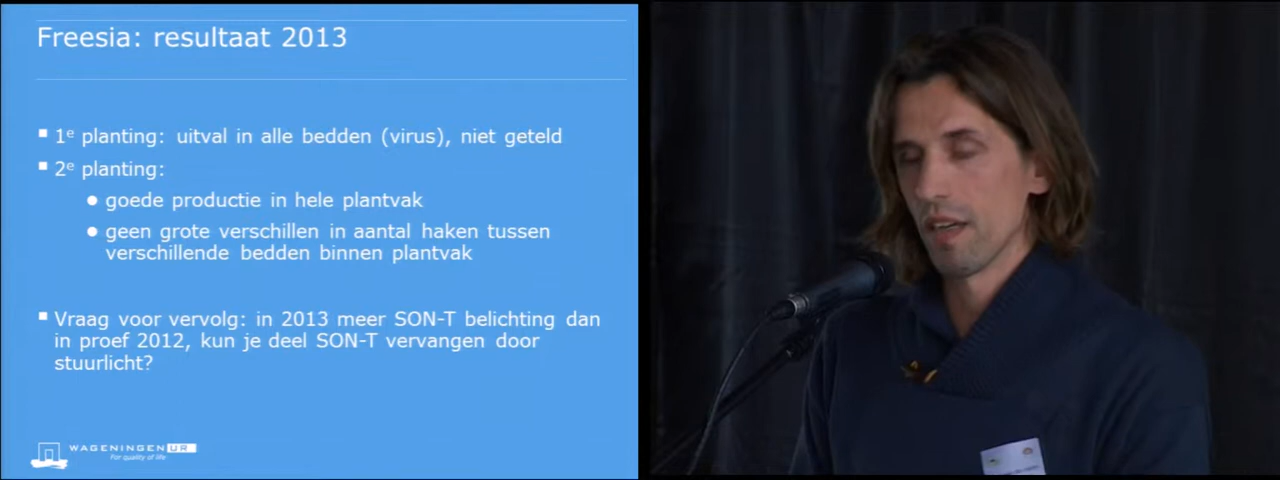 Freesia: resultaat 2013
1e planting: uitval in alle bedden (virus), niet geteld
2e planting:
goede productie in hele plantvak
geen grote verschillen in aantal haken tussen
verschillende bedden binnen plantvak
Vraag voor vervolg: in 2013 meer SON-T belichting dan
in proef 2012, kun je deel SON-T vervangen door
stuurlicht?
WAGENINGEN UR
For quality of life